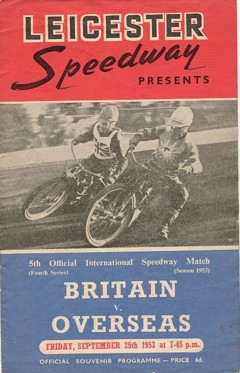 LEICESTER
Speedway
PRESENTS
5th Official International Speedway Match
(Fourth Series) (Season 1953)
BRITAIN
v.
OVERSEAS
FRIDAY, SEPTEMBER 25th 1953 at 7-45 p.m.
OFFICIAL SOUVENIR PROGRAMME — PRICE 6d.